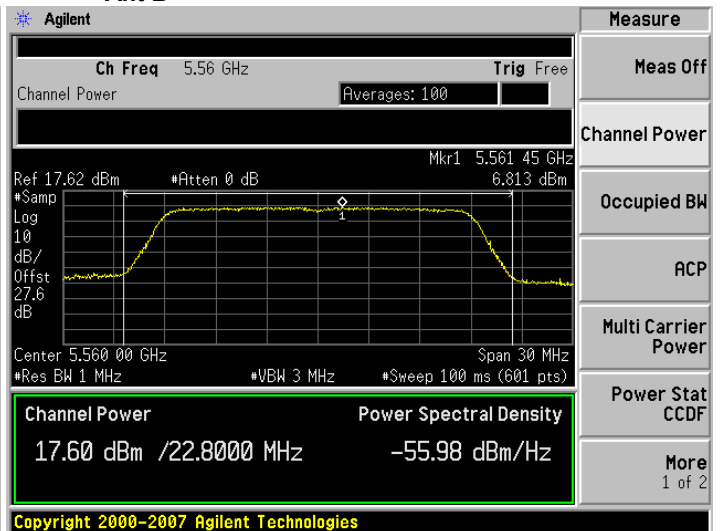 Agilent
Measure
Ch Freq 5.56 GHz Trig Free
Channel Power Averages: 100
Mkr1 5.561 45 GHz
Ref 17.62 dBm #Atten 0 dB 6.813 dBm
#Samp
Log
10
dB/
Offst
27.6
dB
1
Center 5.560 00 GHz Span 30 MHz
#Res BW 1 MHz #VBW 3 MHz #Sweep 100 ms (601 pts)
Channel Power Power Spectral Density
17.60 dBm /22.8000 MHz -55.98 dBm/Hz
Meas Off
Channel Power
Occupied BW
ACP
Multi Carrier
Power
Power Stat
CCDF
More
1 of 2
Copyright 2000-2007 Agilent Technologies